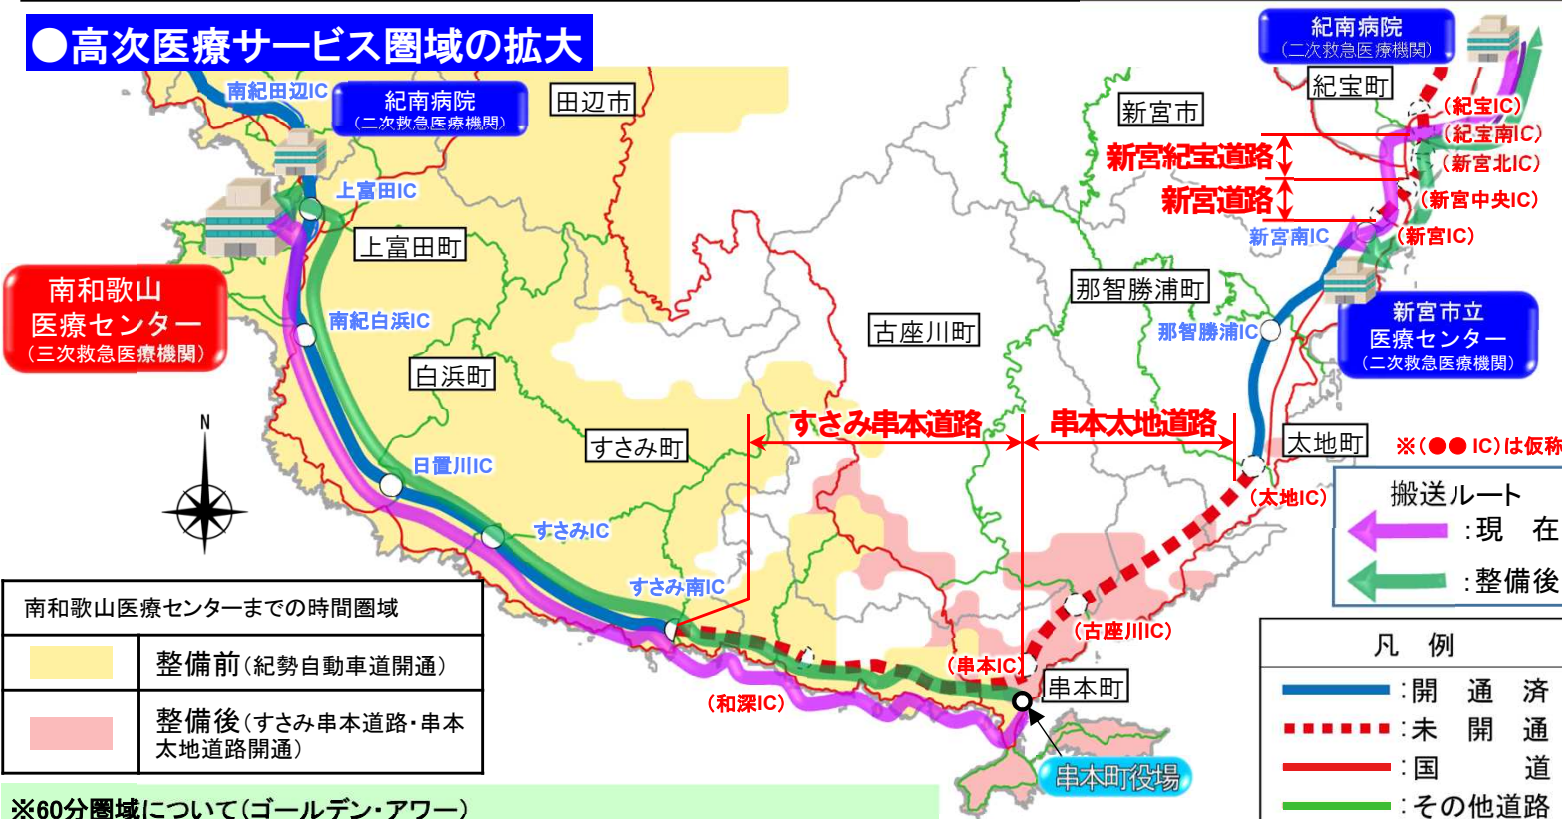 ●高次医療サービス圏域の拡大
紀南病院
(二次救急医療機関)
紀宝町
南紀田辺IC
紀南病院
(二次救急医療機関)
田辺市
新宮市
(紀宝IC)
(紀宝南IC)
新宮紀宝道路
(新宮北IC)
上富田IC
新宮道路
(新宮中央IC)
上富田町
新宮南IC
(新宮IC)
南和歌山
医療センター
(三次救急医療機関)
那智勝浦町
南紀白浜IC
古座川町
那智勝浦IC
新宮市立
医療センター
(二次救急医療機関)
白浜町
すさみ串本道路
串本太地道路
すさみ町
太地町
※(●●IC)は仮称
日置川IC
(太地IC)
搬送ルート
:現 在
:整備後
N
すさみIC
すさみ南IC
南和歌山医療センターまでの時間圏域
整備前(紀勢自動車道開通)
整備後(すさみ串本道路・串本
太地道路開通)
(古座川IC)
(串本IC)
串本町
(和深IC)
串本町役場
凡 例
:開 通 済
:未 開 通
:国 道
:その他道路
※60分圏域について(ゴールデン・アワー)